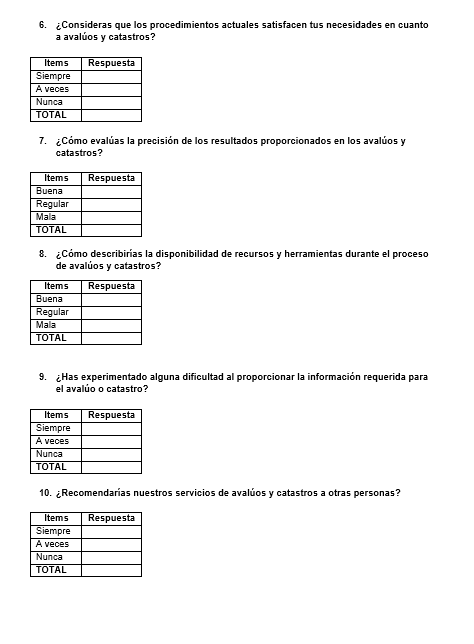 6. ¿Consideras que los procedimientos actuales satisfacen tus necesidades en cuanto
a avalúos y catastros?
Items Respuesta
Siempre
A veces
Nunca
TOTAL
7. ¿Cómo evalúas la precisión de los resultados proporcionados en los avalúos y
catastros?
Items Respuesta
Buena
Regular
Mala
TOTAL
8. ¿Cómo describirías la disponibilidad de recursos y herramientas durante el proceso
de avalúos y catastros?
Items Respuesta
Buena
Regular
Mala
TOTAL
9. ¿Has experimentado alguna dificultad al proporcionar la información requerida para
el avalúo o catastro?
Items Respuesta
Siempre
A veces
Nunca
TOTAL
10. ¿Recomendarías nuestros servicios de avalúos y catastros a otras personas?
Items Respuesta
Siempre
A veces
Nunca
TOTAL